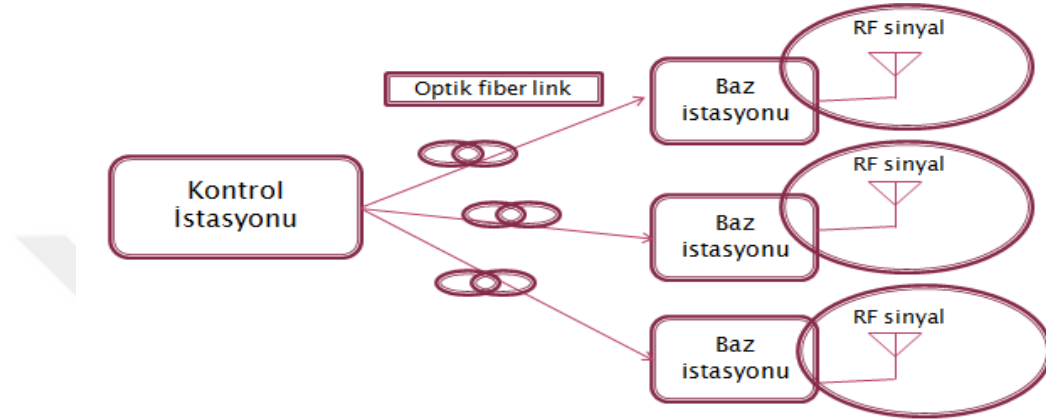 RF sinyal
Optik fiber link
Baz
istasyonu
Kontrol
İstasyonu
RF sinyal
Baz
istasyonu
RF sinyal
Baz
istasyonu